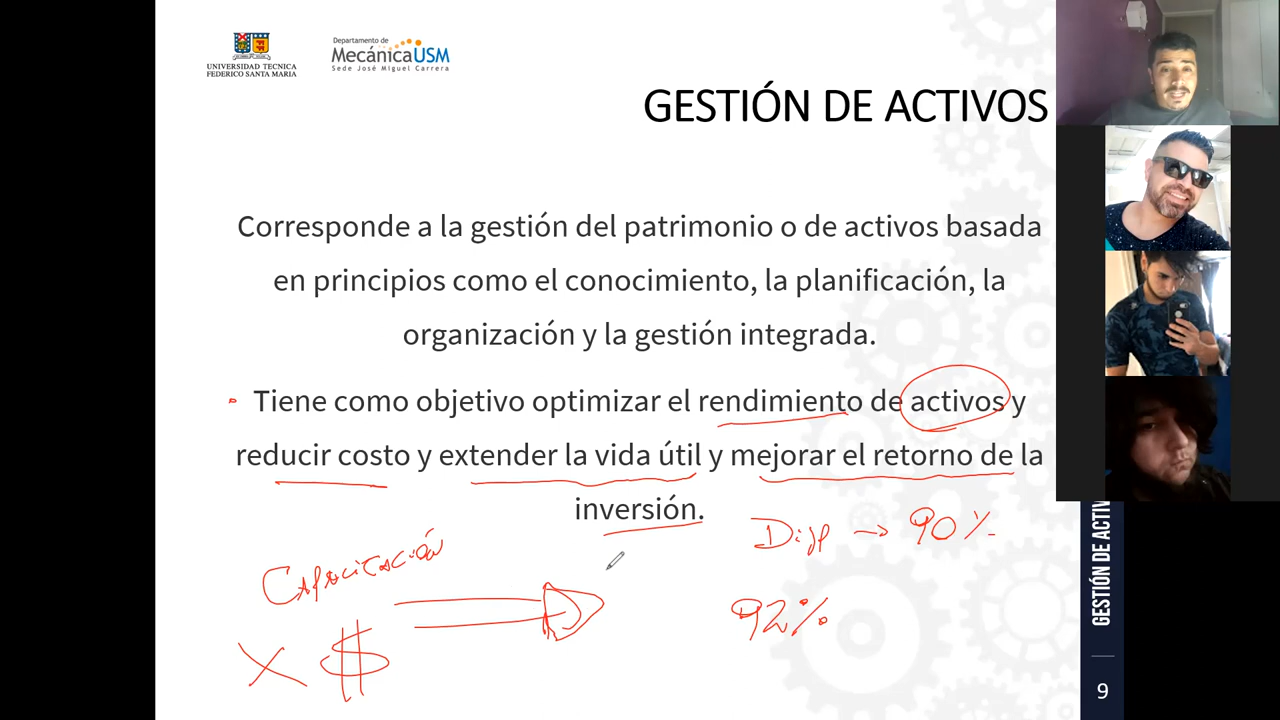 UNIVERSIDAD TECNICA
FEDERICO SANTA MARIA
Departamento de
MecánicaUSM
Sede José Miguel Carrera
GESTIÓN DE ACTIVOS
Corresponde a la gestión del patrimonio o de activos basada
en principios como el conocimiento, la planificación, la
organización y la gestión integrada.
Tiene como objetivo optimizar el rendimiento de activos y
reducir costo y extender la vida útil y mejorar el retorno de la
inversión.
Capacitación
X $
Disp → 90%
92%
GESTIÓN DE ACTIV
9